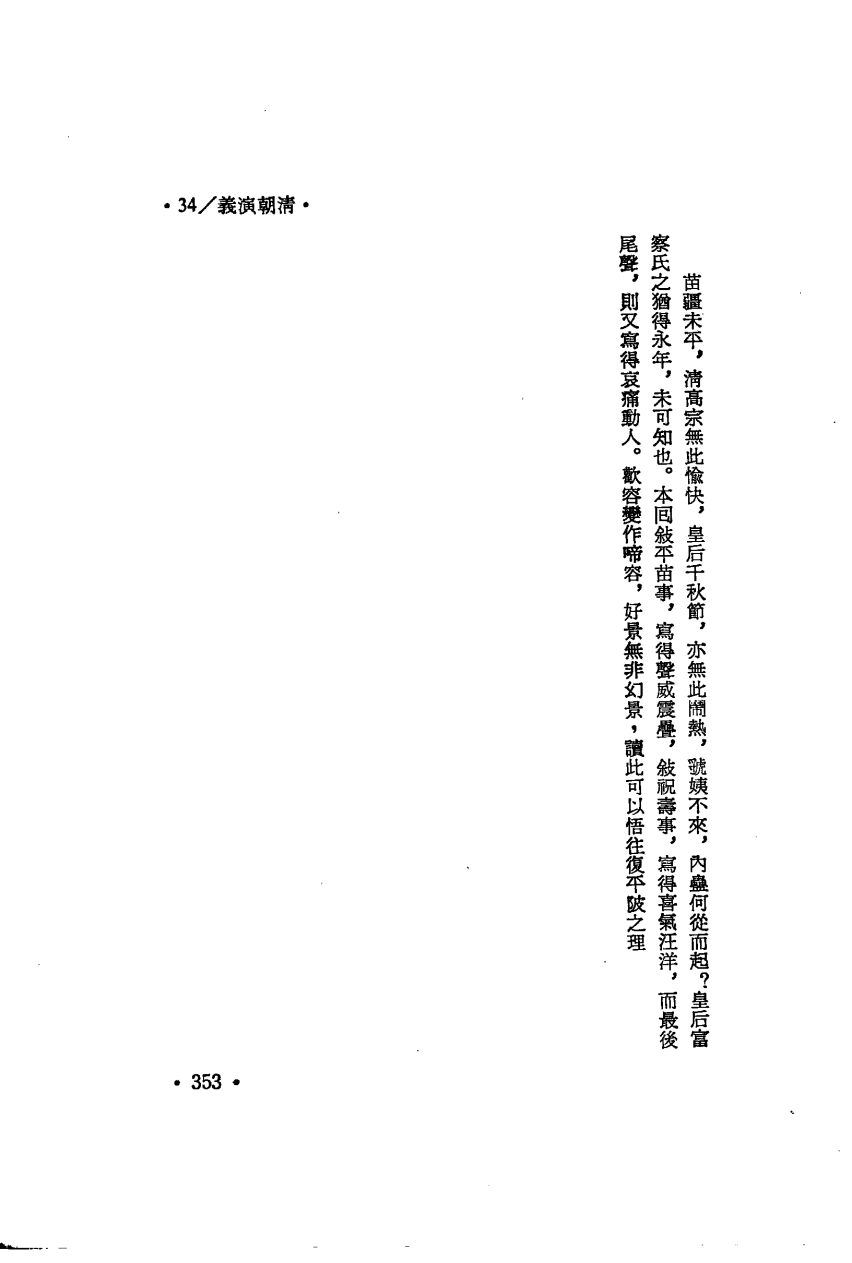 •34／義演朝清•
苗疆未平，清高宗無此愉快，皇后千秋節，亦無此鬧熱，號姨不來，內蠱何從而起？皇后富
察氏之猶得永年，未可知也。本回敍平苗事，寫得聲威震疊，敍祝壽事，寫得喜氣汪洋，而最後
尾聲，則又寫得哀痛動人。歡容變作啼容，好景無非幻景，讀此可以悟往復平陂之理
•353•